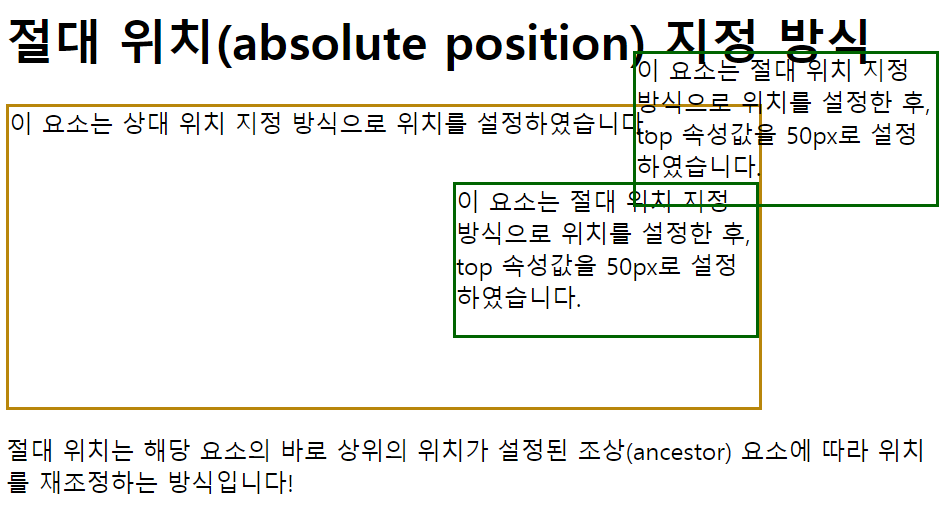 절대 위치(absolute position) 지정 방식
이 요소는 절대 위치 지정
방식으로 위치를 설정한 후,
top 속성값을 50px로 설정
하였습니다.
이 요소는 상대 위치 지정 방식으로 위치를 설정하였습니다.
이 요소는 절대 위치 지정
방식으로 위치를 설정한 후,
top 속성값을 50px로 설정
하였습니다.
절대 위치는 해당 요소의 바로 상위의 위치가 설정된 조상(ancestor) 요소에 따라 위치
를 재조정하는 방식입니다!